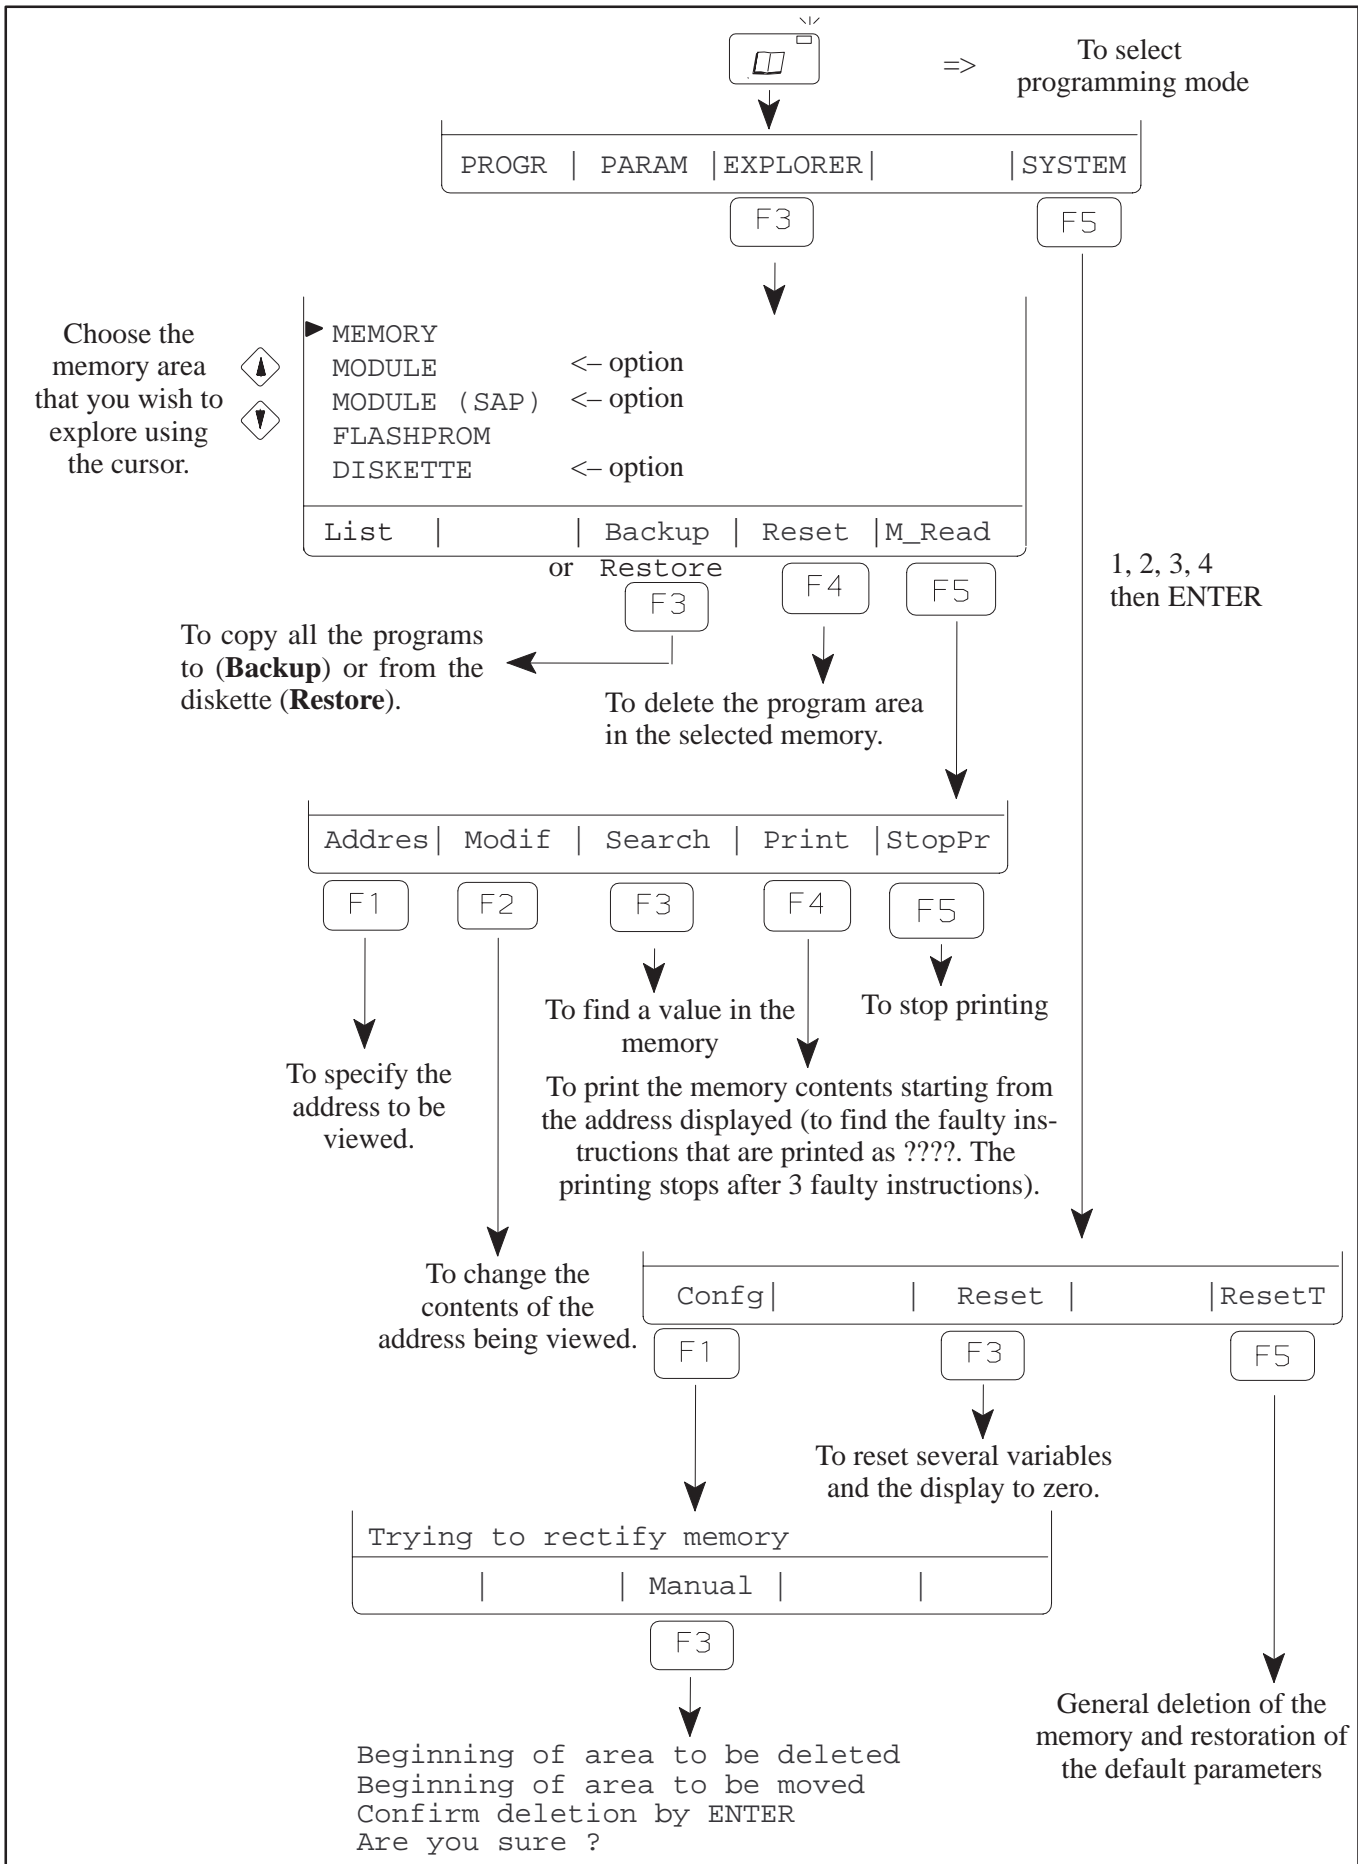 =>
To select
programming mode
PROGR | PARAM |EXPLORER| |SYSTEM
F3
F5
Choose the
memory area
that you wish to
explore using
the cursor.
MEMORY
MODULE <– option
MODULE (SAP) <– option
FLASHPROM
DISKETTE <– option
List | | Backup | Reset |M_Read
or Restore
F3
F4
F5
1, 2, 3, 4
then ENTER
To copy all the programs
to (Backup) or from the
diskette (Restore).
To delete the program area
in the selected memory.
Addres| Modif | Search | Print |StopPr
F1
F2
F3
F4
F5
To find a value in the
memory
To stop printing
To specify the
address to be
viewed.
To print the memory contents starting from
the address displayed (to find the faulty ins-
tructions that are printed as ????. The
printing stops after 3 faulty instructions).
To change the
contents of the
address being viewed.
Confg| | Reset | |ResetT
F1
F3
F5
To reset several variables
and the display to zero.
Trying to rectify memory
| | Manual | |
F3
General deletion of the
memory and restoration of
the default parameters
Beginning of area to be deleted
Beginning of area to be moved
Confirm deletion by ENTER
Are you sure ?